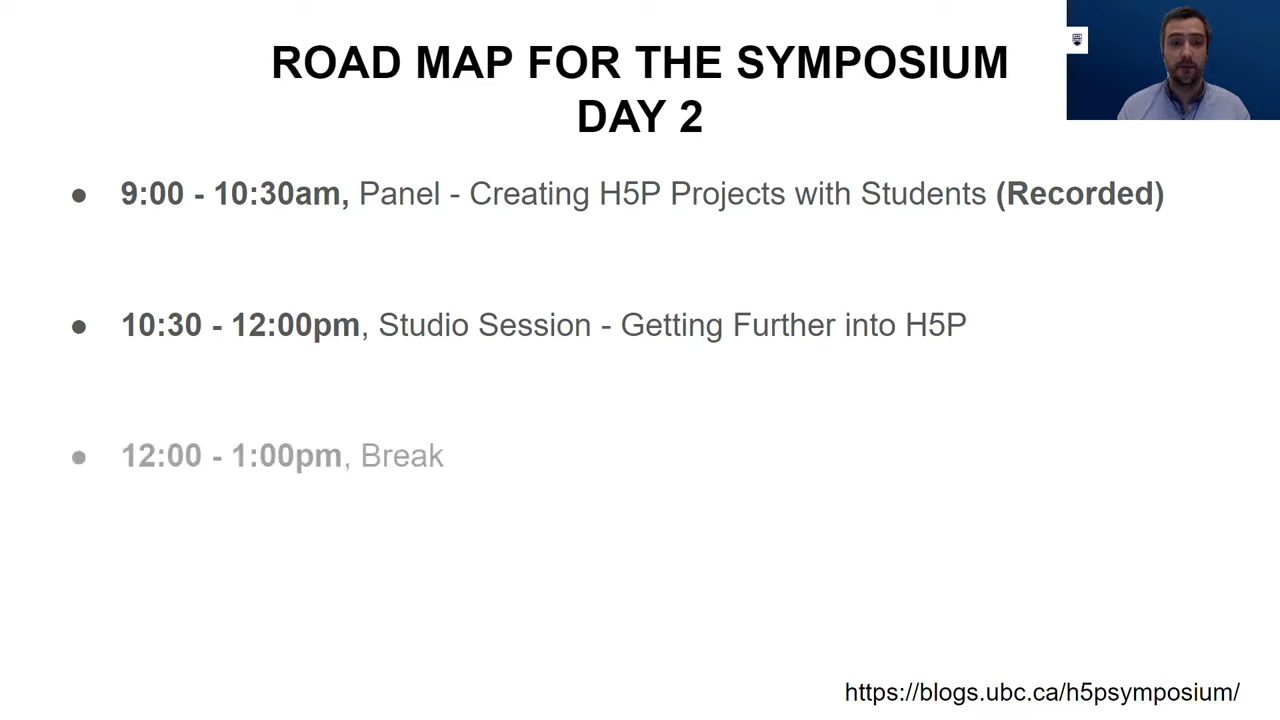 ROAD MAP FOR THE SYMPOSIUM
DAY 2
● 9:00 - 10:30am, Panel - Creating H5P Projects with Students (Recorded)
● 10:30 - 12:00pm, Studio Session - Getting Further into H5P
● 12:00 - 1:00pm, Break
https://blogs.ubc.ca/h5psymposium/